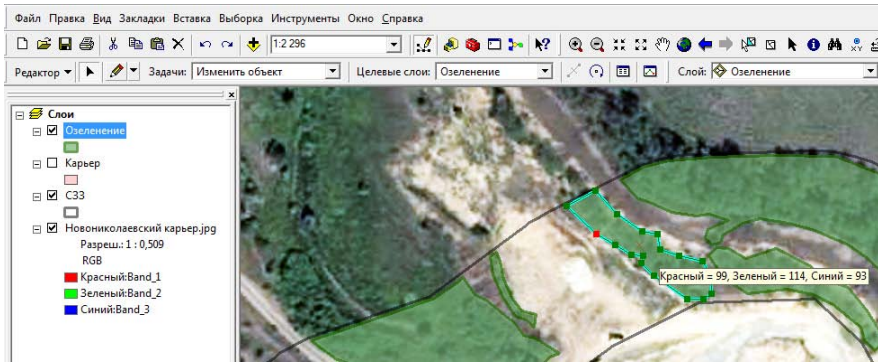 Файл Правка Вид Закладки Вставка Выборка Инструменты Окно Справка
1:2 296
Редактор Задачи: Изменить объект Целевые слои: Озеленение Слой: Озеленение
Слои
Озеленение
Карьер
СЗЗ
Новониколаевский карьер.jpg
Разреш.: 1 : 0,509
RGB
Красный:Band_1
Зеленый:Band_2
Синий:Band_3
Красный = 99, Зеленый = 114, Синий = 93